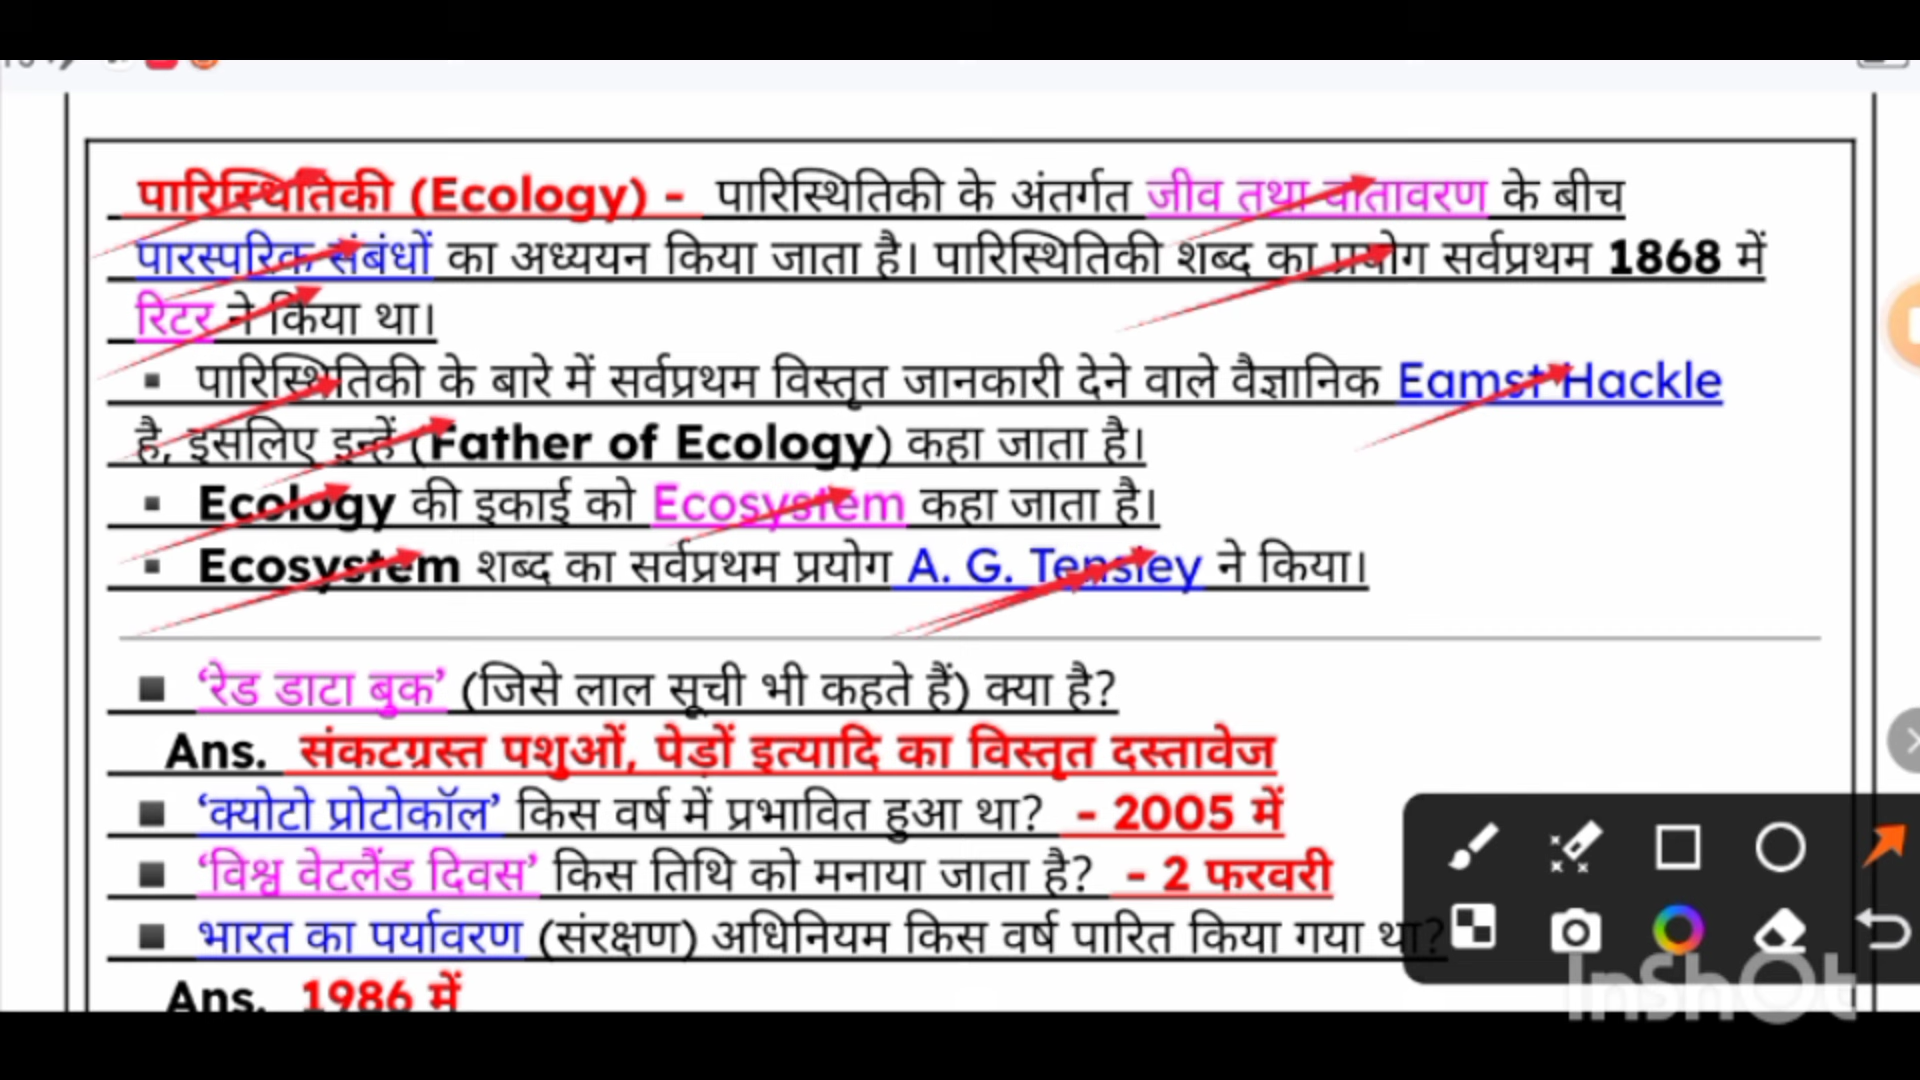 पारिस्थितिकी (Ecology) - पारिस्थितिकी के अंतर्गत जीव तथा वातावरण के बीच
पारस्परिक संबंधों का अध्ययन किया जाता है। पारिस्थितिकी शब्द का प्रयोग सर्वप्रथम 1868 में
रिटर ने किया था।
▪ पारिस्थितिकी के बारे में सर्वप्रथम विस्तृत जानकारी देने वाले वैज्ञानिक Eamst Hackle
है, इसलिए इन्हें (Father of Ecology) कहा जाता है।
▪ Ecology की इकाई को Ecosystem कहा जाता है।
▪ Ecosystem शब्द का सर्वप्रथम प्रयोग A. G. Tensley ने किया।
■ ‘रेड डाटा बुक’ (जिसे लाल सूची भी कहते हैं) क्या है?
Ans. संकटग्रस्त पशुओं, पेडों इत्यादि का विस्तृत दस्तावेज
■ ‘क्योटो प्रोटोकॉल’ किस वर्ष में प्रभावित हुआ था? - 2005 में
■ ‘विश्व वेटलैंड दिवस’ किस तिथि को मनाया जाता है? - 2 फरवरी
■ भारत का पर्यावरण (संरक्षण) अधिनियम किस वर्ष पारित किया गया था?
Ans. 1986 में
InShOt